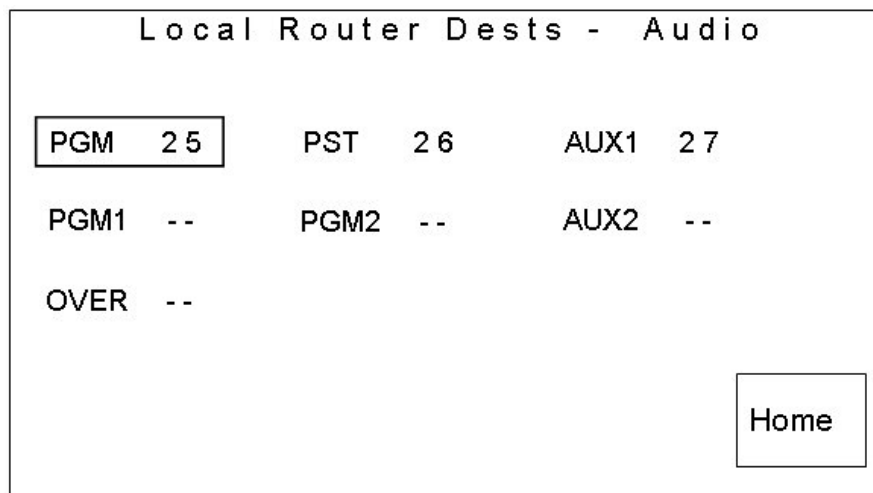 Local Router Dests - Audio
PGM 25 PST 26 AUX1 27
PGM1 -- PGM2 -- AUX2 --
OVER --
Home